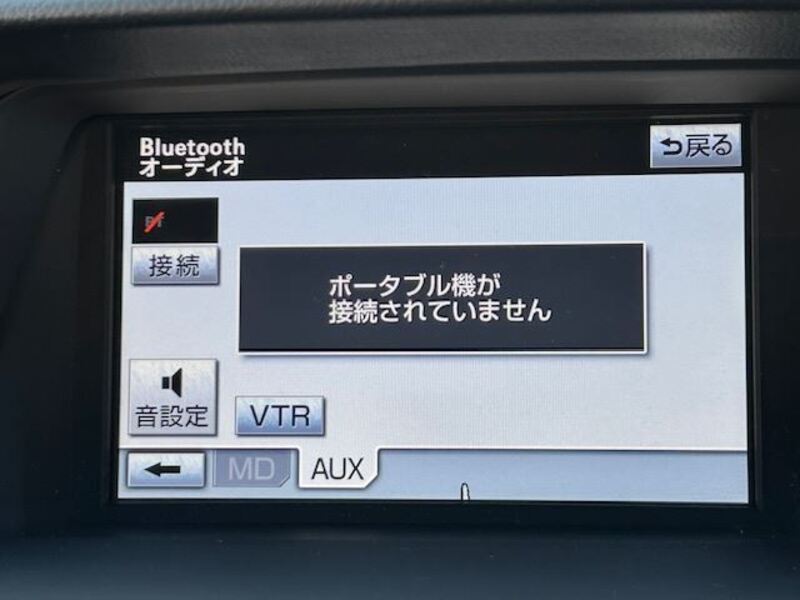 Bluetooth
オーディオ
戻る
BT
接続
ポータブル機が
接続されていません
音設定
VTR
MD
AUX